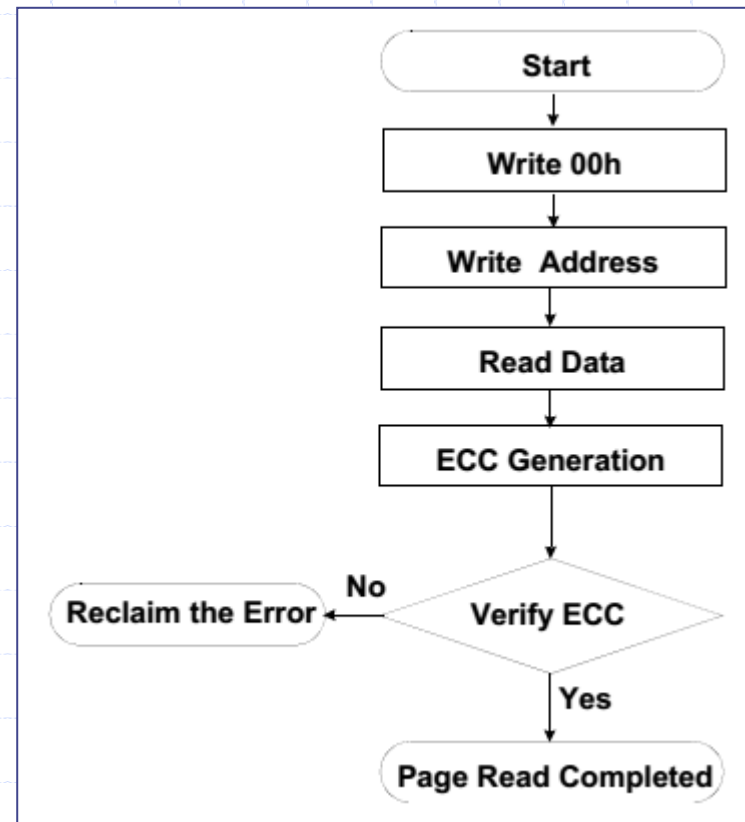 Start
Write 00h
Write Address
Read Data
ECC Generation
No
Reclaim the Error
Verify ECC
Yes
Page Read Completed